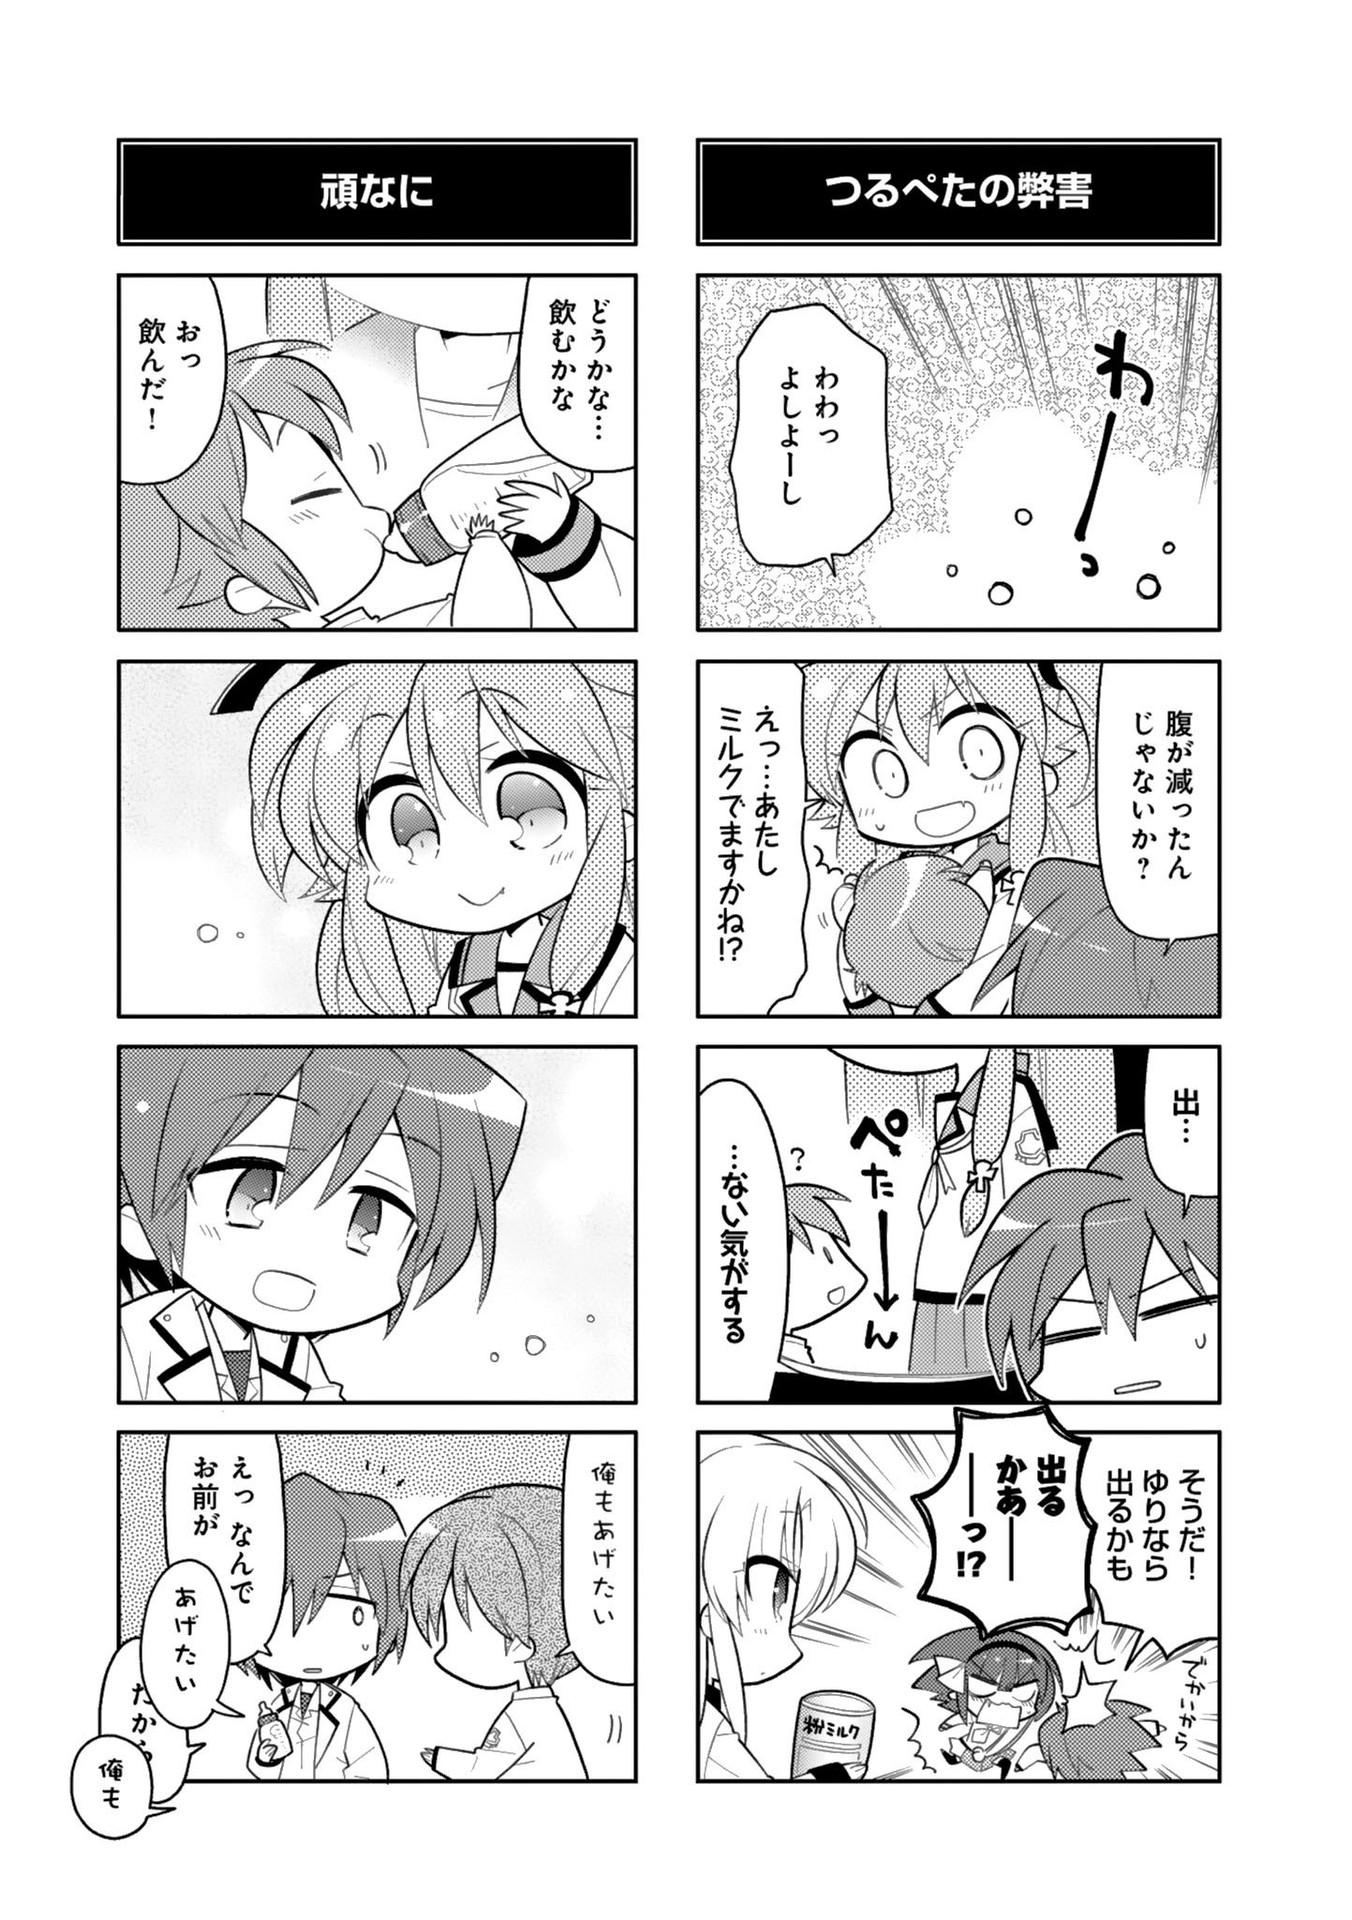 つるぺたの弊害
わーっ
わわっ
よしよーし
腹が減ったん
じゃないか？
えっ…あたし
ミルクでますかね!?
出…
ぺたーん
？
…ない気がする
そうだ！
ゆりなら
出るかも
出る
かぁー
ーっ!?
でかいから
粉ミルク
頑なに
どうかな…
飲むかな
おっ
飲んだ！
俺もあげたい
えっ なんで
お前が
あげたい
だから
俺も